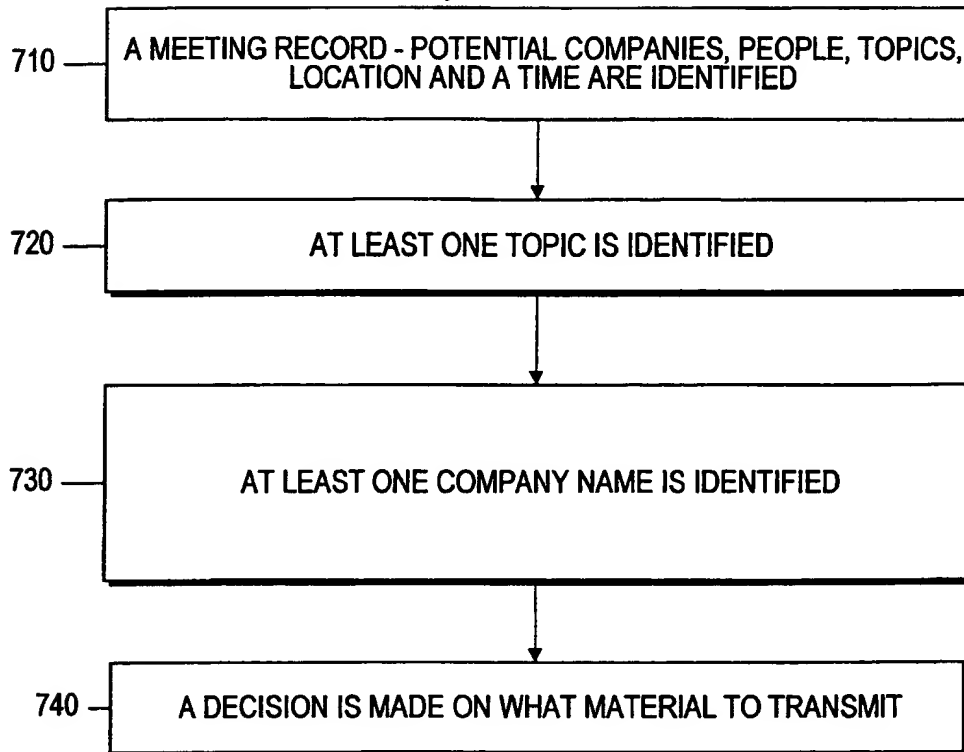 710
A MEETING RECORD - POTENTIAL COMPANIES, PEOPLE, TOPICS,
LOCATION AND A TIME ARE IDENTIFIED
720
AT LEAST ONE TOPIC IS IDENTIFIED
730
AT LEAST ONE COMPANY NAME IS IDENTIFIED
740
A DECISION IS MADE ON WHAT MATERIAL TO TRANSMIT